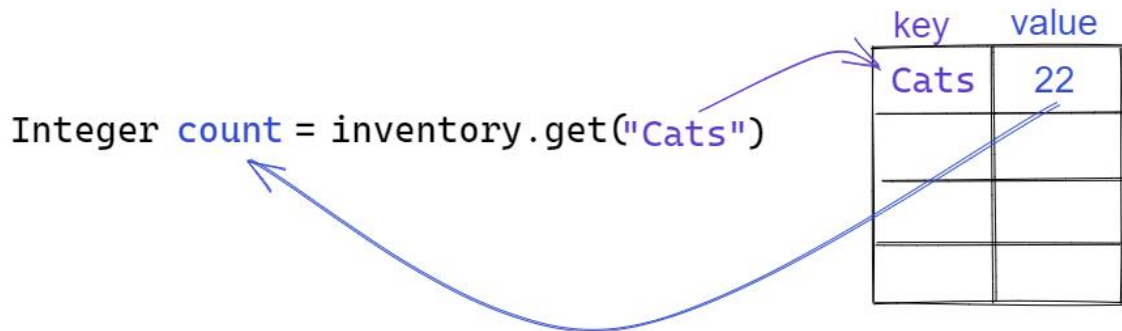 key value
Cats 22
Integer count = inventory.get("Cats")